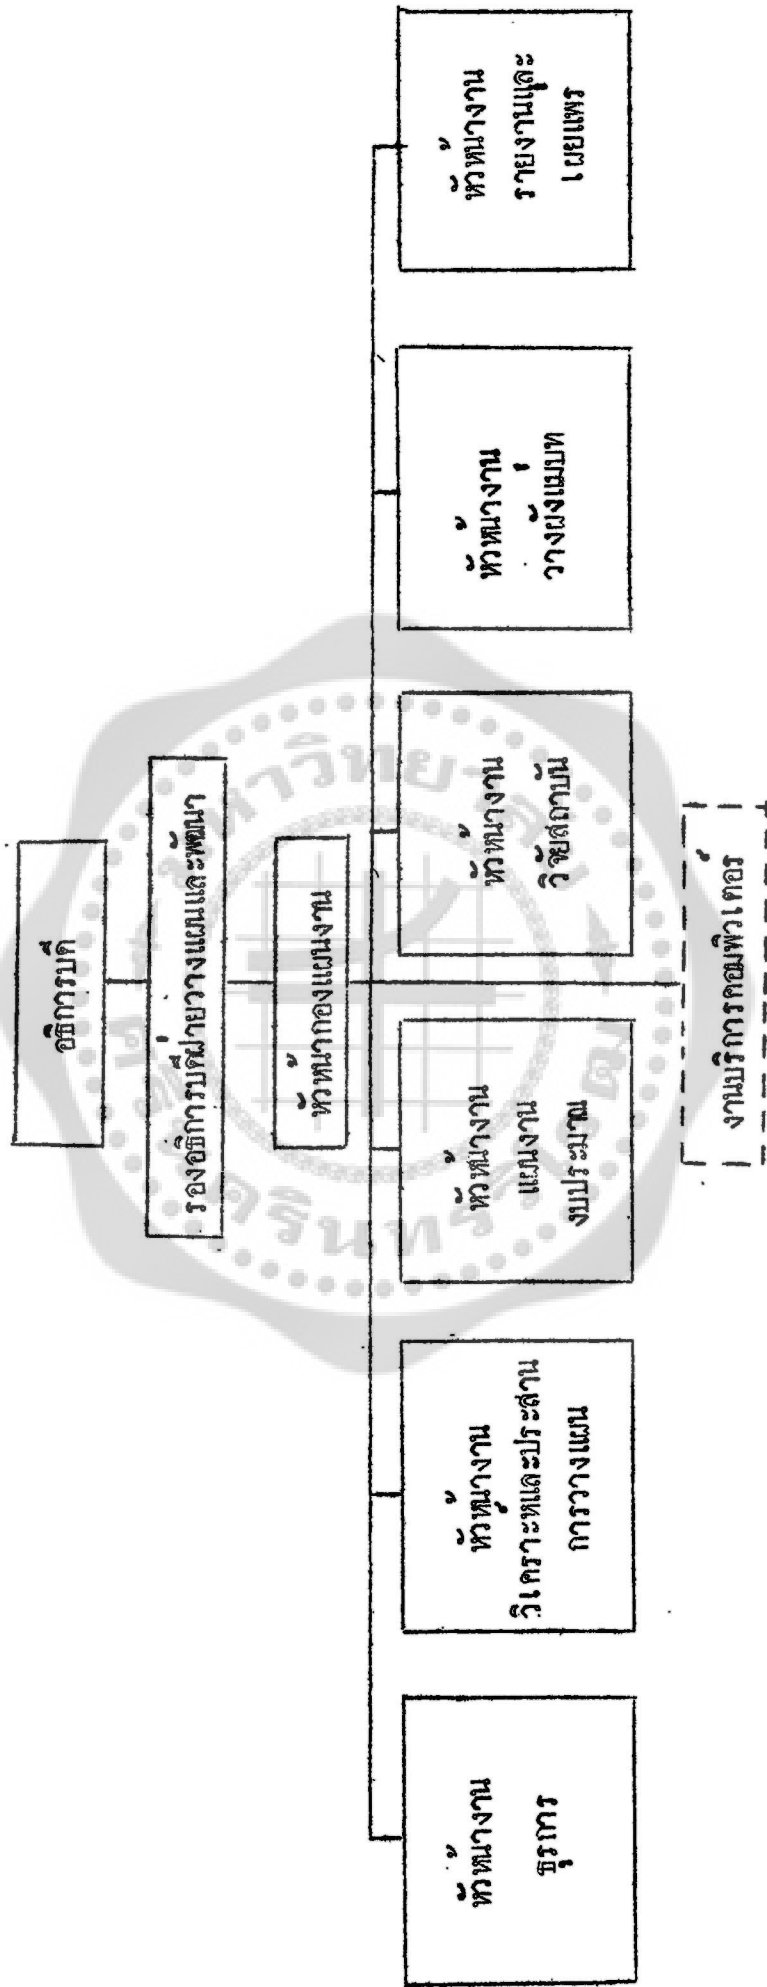 อธิการบดี
รองอธิการบดีฝ่ายวางแผนและพัฒนา
หัวหน้ากองแผนงาน
หัวหน้างาน
ธุรการ
หัวหน้างาน
วิเคราะห์และประสาน
การวางแผน
หัวหน้างาน
แผนงาน
งบประมาณ
หัวหน้างาน
วิจัยสถาบัน
หัวหน้างาน
วางผังแม่บท
หัวหน้างาน
รายงานและ
เผยแพร่
งานบริการคอมพิวเตอร์